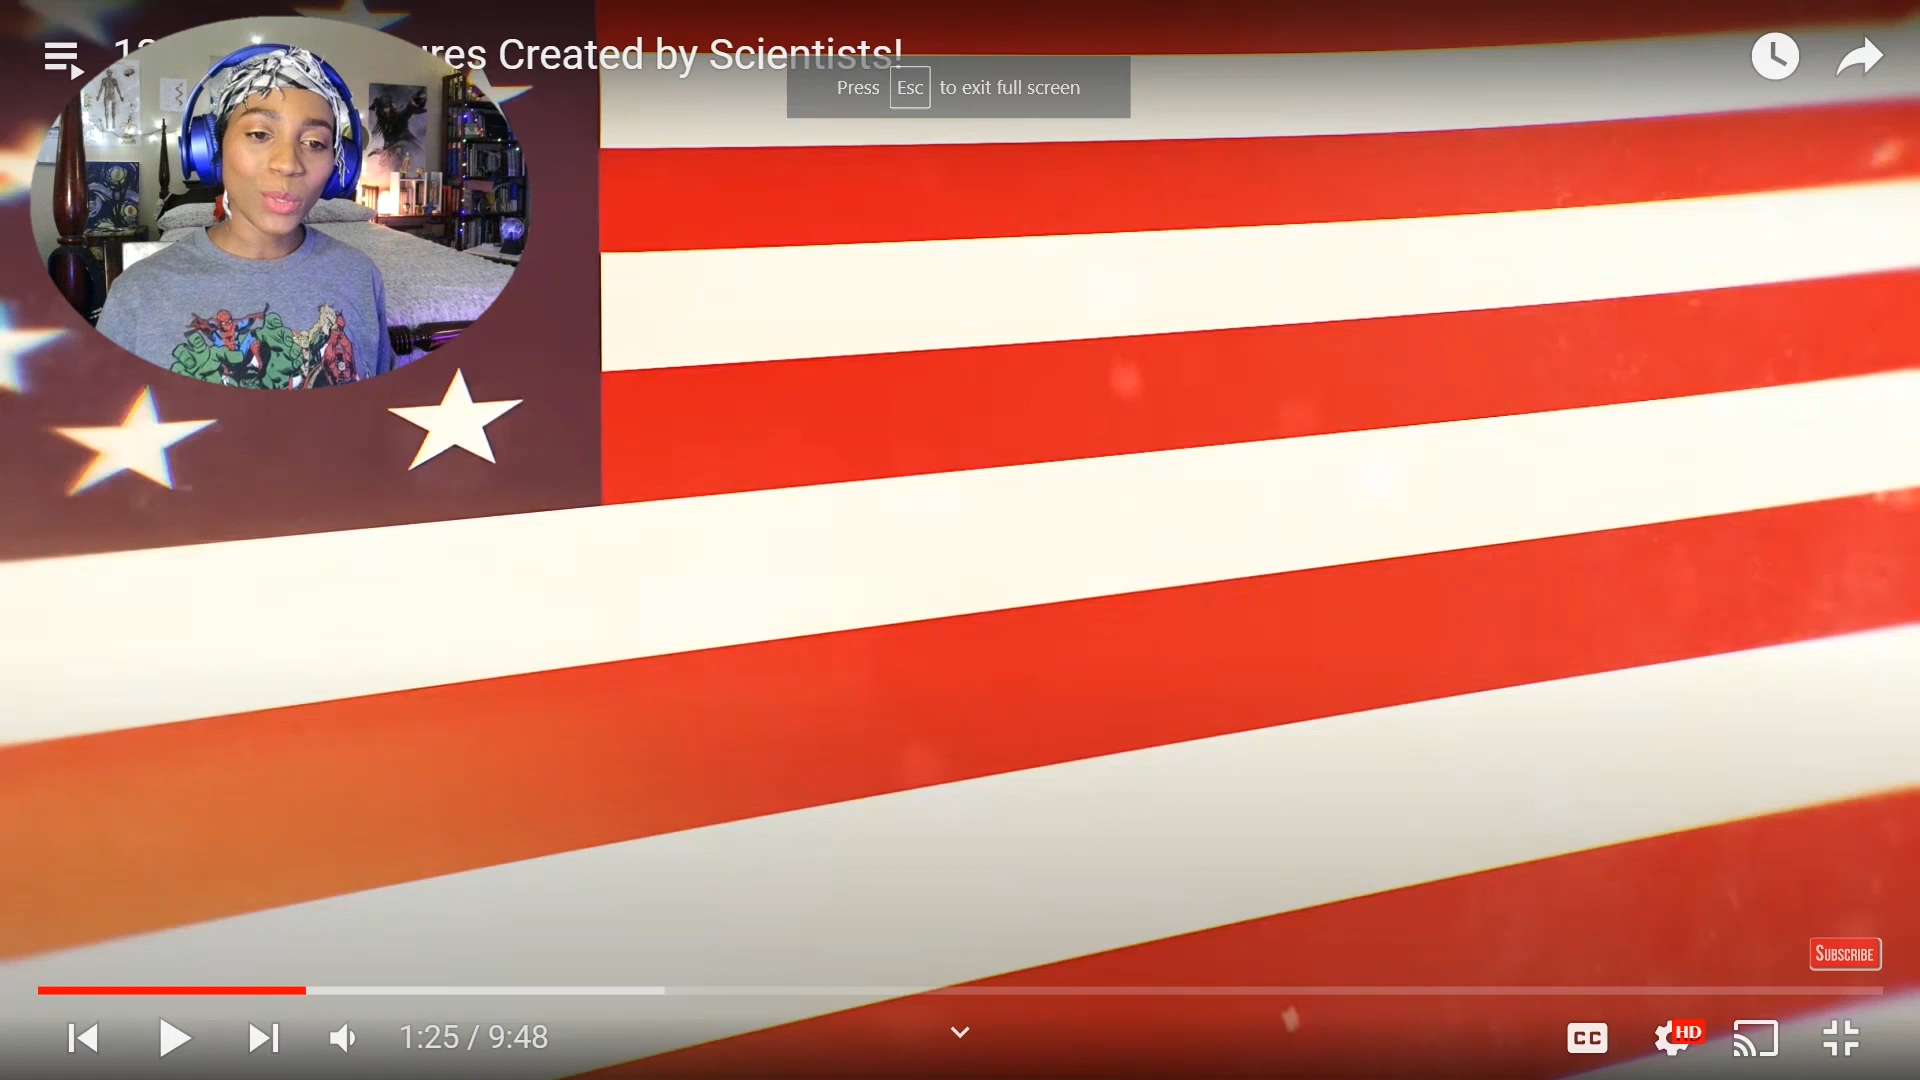 res Created by Scientists!
Press Esc to exit full screen
SUBSCRIBE
1:25 / 9:48
CC
HD